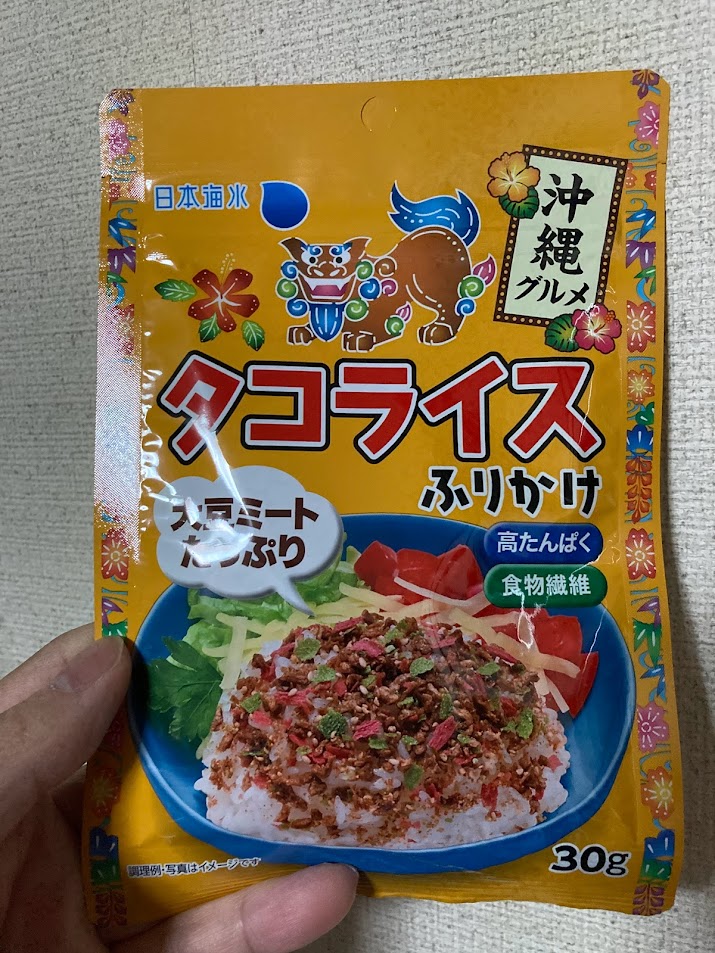 日本海水
沖縄
グルメ
タコライス
ふりかけ
大豆ミート
たっぷり
高たんぱく
食物繊維
調理例・写真はイメージです
30g